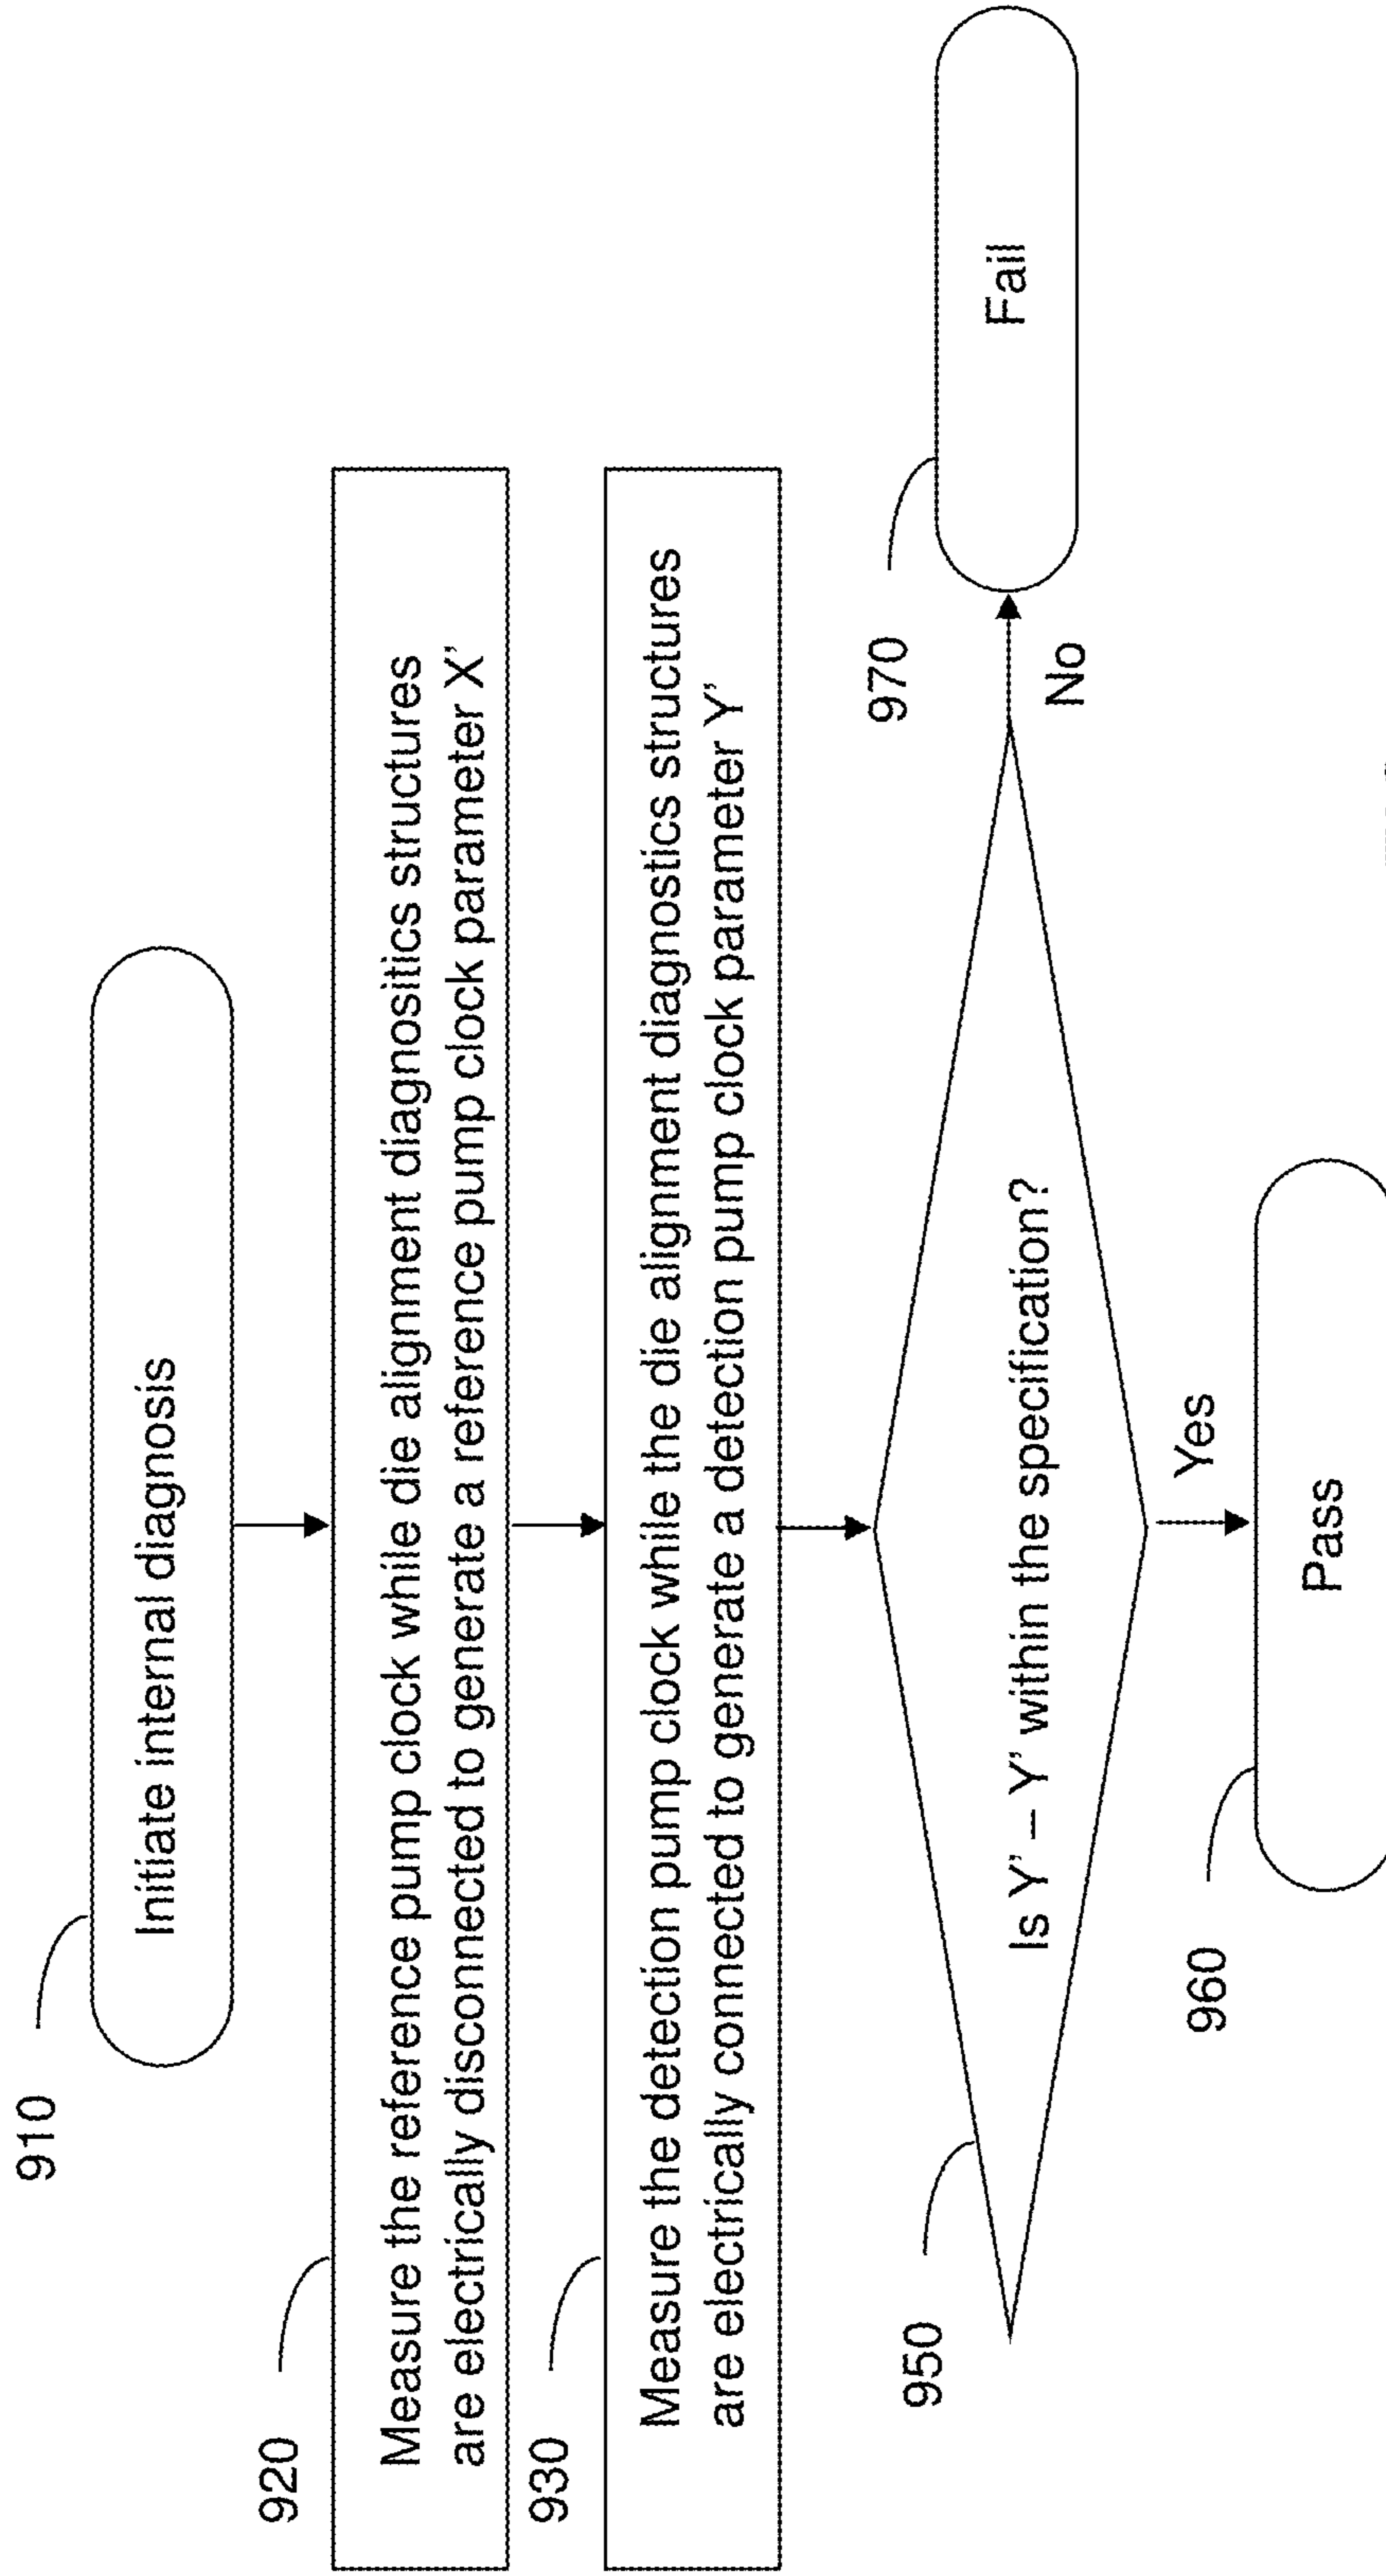 910
Initiate internal diagnosis
920
Measure the reference pump clock while die alignment diagnositics structures
are electrically disconnected to generate a reference pump clock parameter X’
930
Measure the detection pump clock while the die alignment diagnostics structures
are electrically connected to generate a detection pump clock parameter Y’
950
Is Y’ – Y’ within the specification?
970
No
Fail
Yes
960
Pass